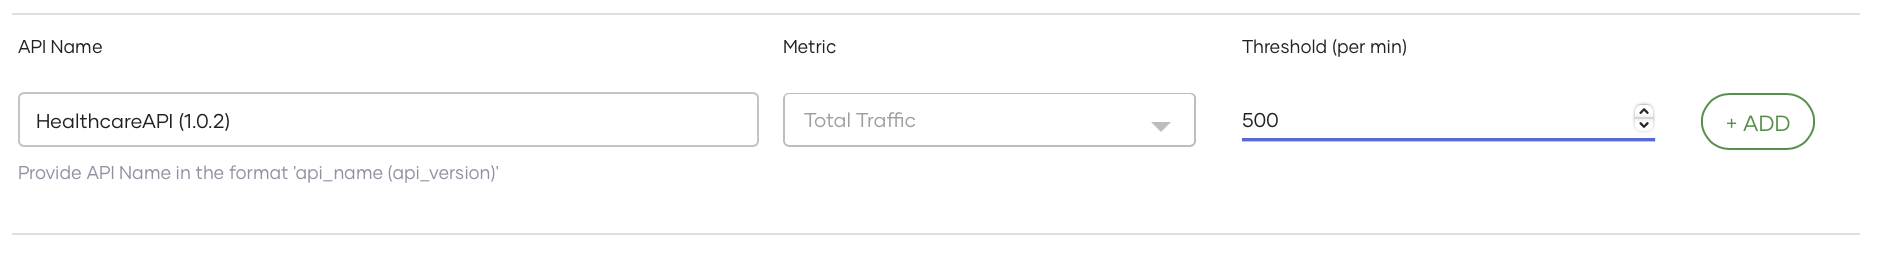 API Name
Metric
Threshold (per min)
HealthcareAPI (1.0.2)
Total Traffic
500
+ ADD
Provide API Name in the format 'api_name (api_version)'